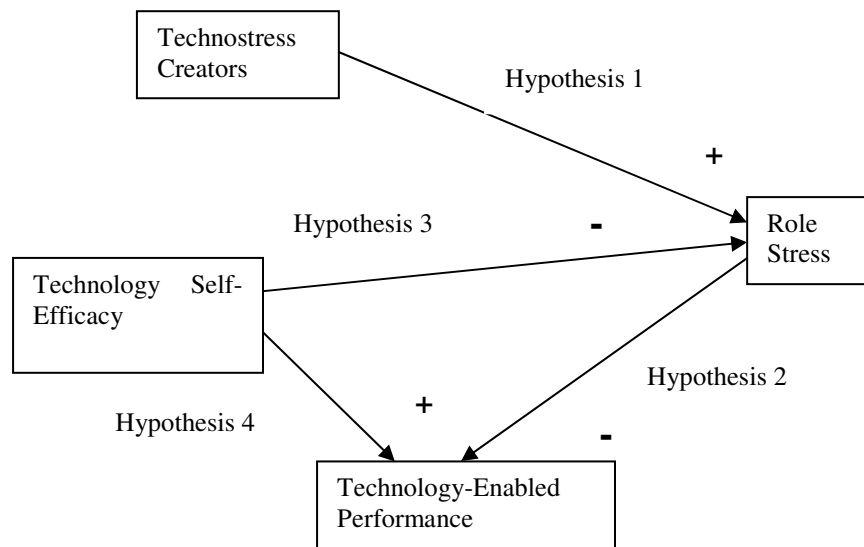 Technostress
Creators
Hypothesis 1
+
Hypothesis 3
-
Role
Stress
Technology Self-
Efficacy
Hypothesis 2
+
Hypothesis 4
-
Technology-Enabled
Performance